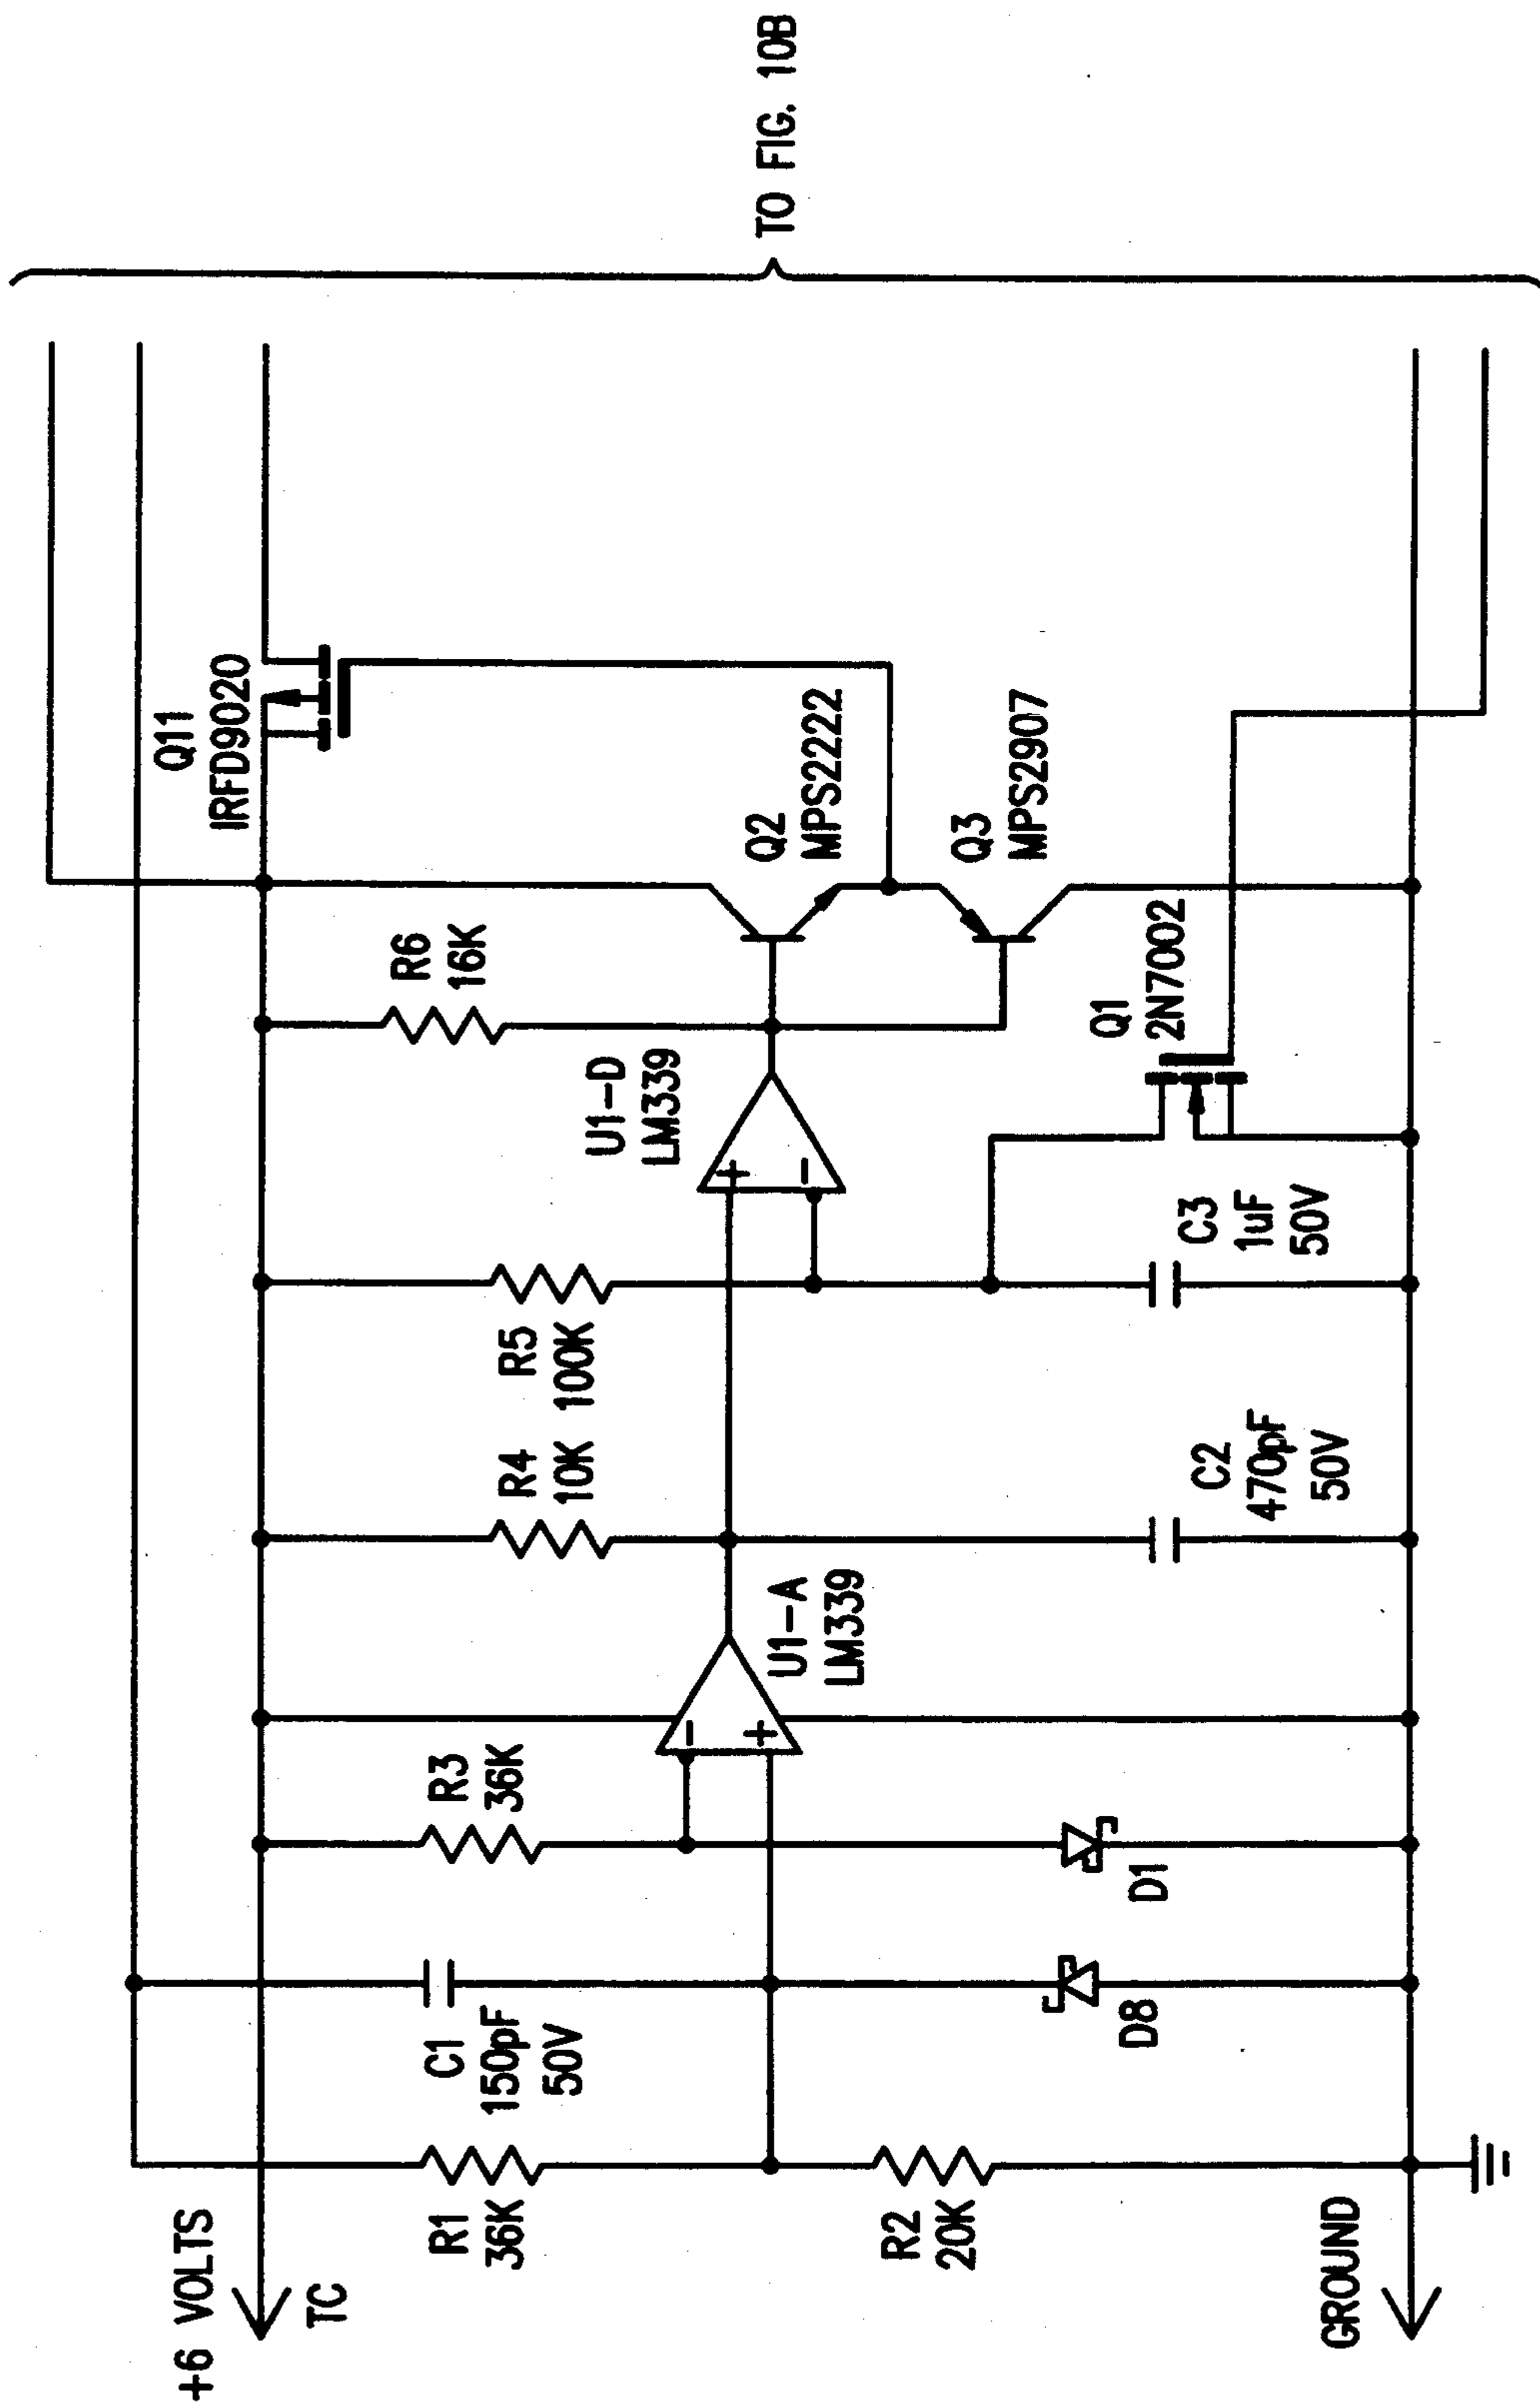 +6 VOLTS
TC
GROUND
R1
36K
R2
20K
C1
150pF
50V
D8
R3
36K
D1
-
+
U1-A
LM339
R4
10K
C2
470pF
50V
R5
100K
C3
1uF
50V
+
-
U1-D
LM339
R6
16K
Q1
2N7002
Q2
MPS2222
Q3
MPS2907
Q11
IRFD9020
TO FIG. 10B